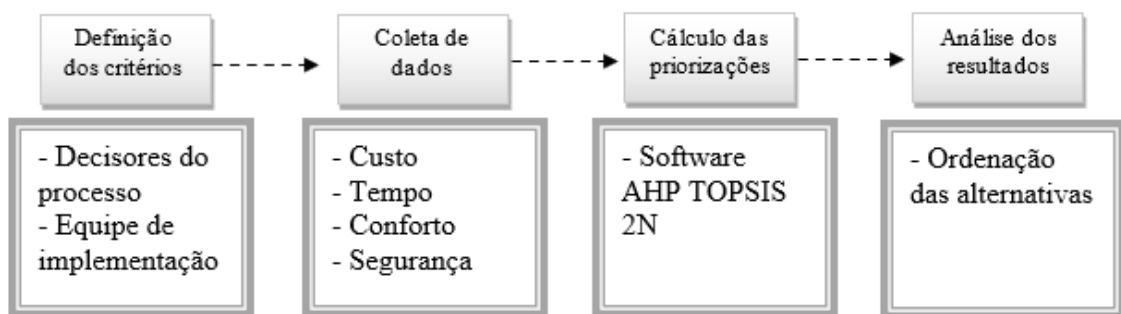 Definição
dos critérios
Coleta de
dados
Cálculo das
priorizações
Análise dos
resultados
- Decisores do
processo
- Equipe de
implementação
- Custo
- Tempo
- Conforto
- Segurança
- Software
AHP TOPSIS
2N
- Ordenação
das alternativas